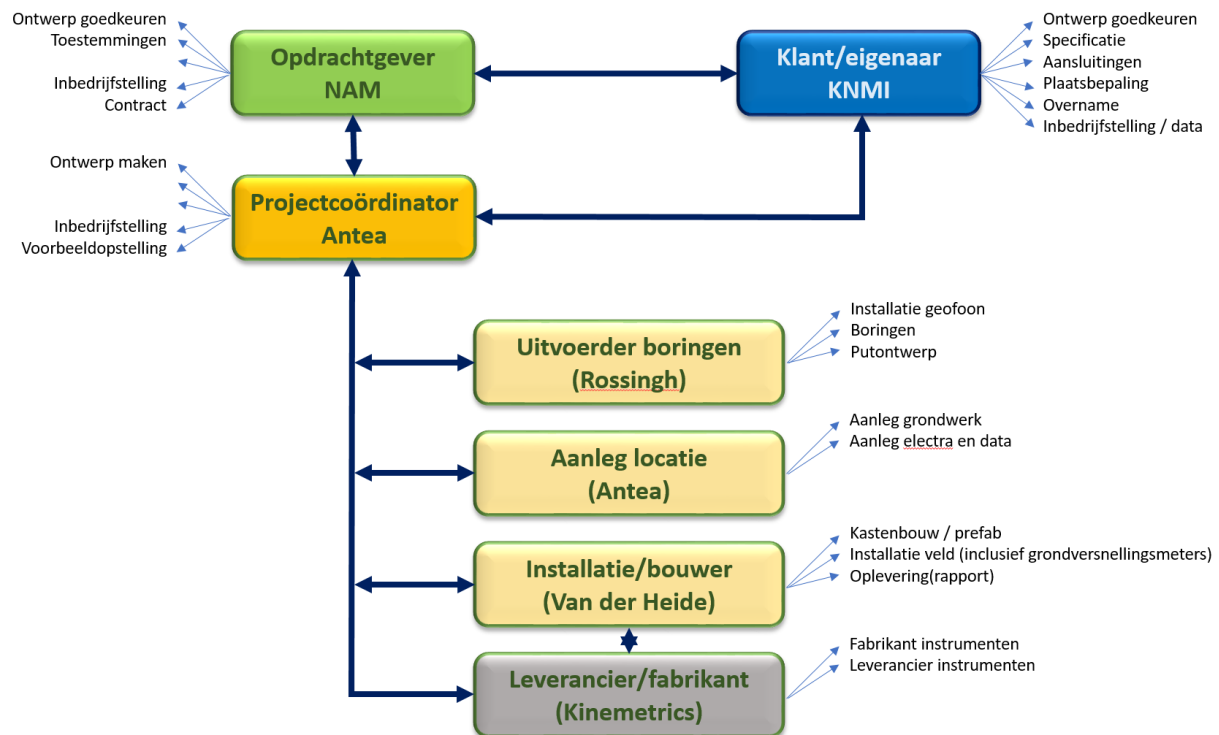 Ontwerp goedkeuren
Toestemmingen
Inbedrijfstelling
Contract
Opdrachtgever
NAM
Klant/eigenaar
KNMI
Ontwerp goedkeuren
Specificatie
Aansluitingen
Plaatsbepaling
Overname
Inbedrijfstelling / data
Ontwerp maken
Inbedrijfstelling
Voorbeeldopstelling
Projectcoördinator
Antea
Uitvoerder boringen
(Rossingh)
Installatie geofoon
Boringen
Putontwerp
Aanleg locatie
(Antea)
Aanleg grondwerk
Aanleg electra en data
Installatie/bouwer
(Van der Heide)
Kastenbouw / prefab
Installatie veld (inclusief grondversnellingsmeters)
Oplevering(rapport)
Leverancier/fabrikant
(Kinemetrics)
Fabrikant instrumenten
Leverancier instrumenten